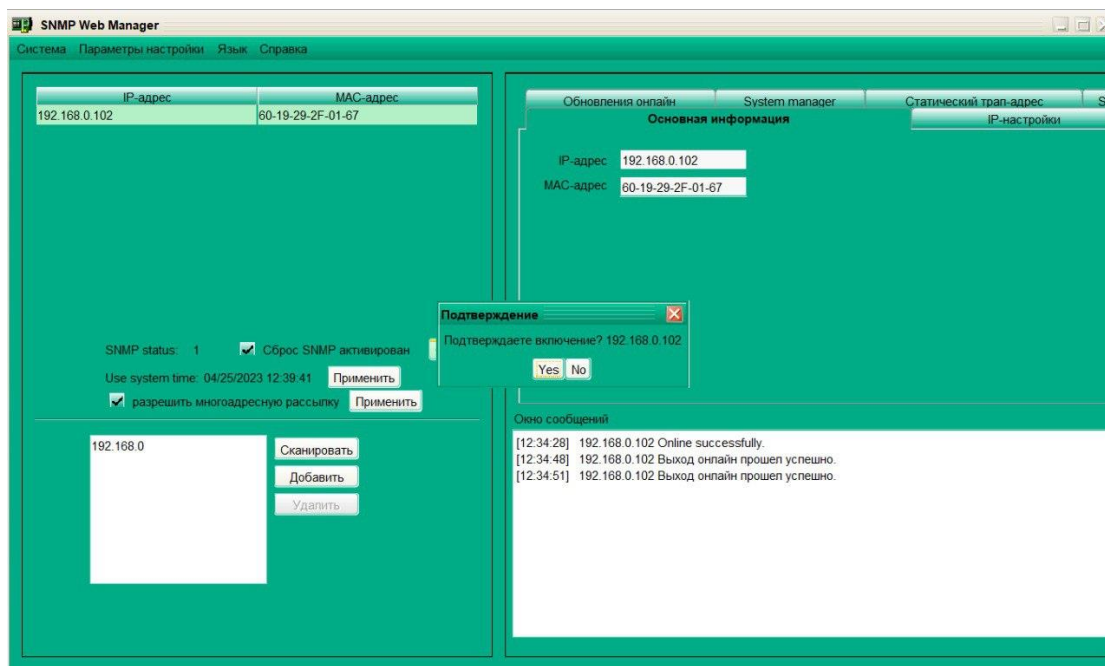 SNMP Web Manager
Система Параметры настройки Язык Справка
IP-адрес MAC-адрес
192.168.0.102 60-19-29-2F-01-67
SNMP status: 1 Сброс SNMP активирован
Use system time: 04/25/2023 12:39:41 Применить
разрешить многоадресную рассылку Применить
192.168.0
Сканировать
Добавить
Удалить
Обновления онлайн System manager Статический трап-адрес S
Основная информация IP-настройки
IP-адрес 192.168.0.102
MAC-адрес 60-19-29-2F-01-67
Подтверждение
Подтверждаете включение? 192.168.0.102
Yes No
Окно сообщений
[12:34:28] 192.168.0.102 Online successfully.
[12:34:48] 192.168.0.102 Выход онлайн прошел успешно.
[12:34:51] 192.168.0.102 Выход онлайн прошел успешно.